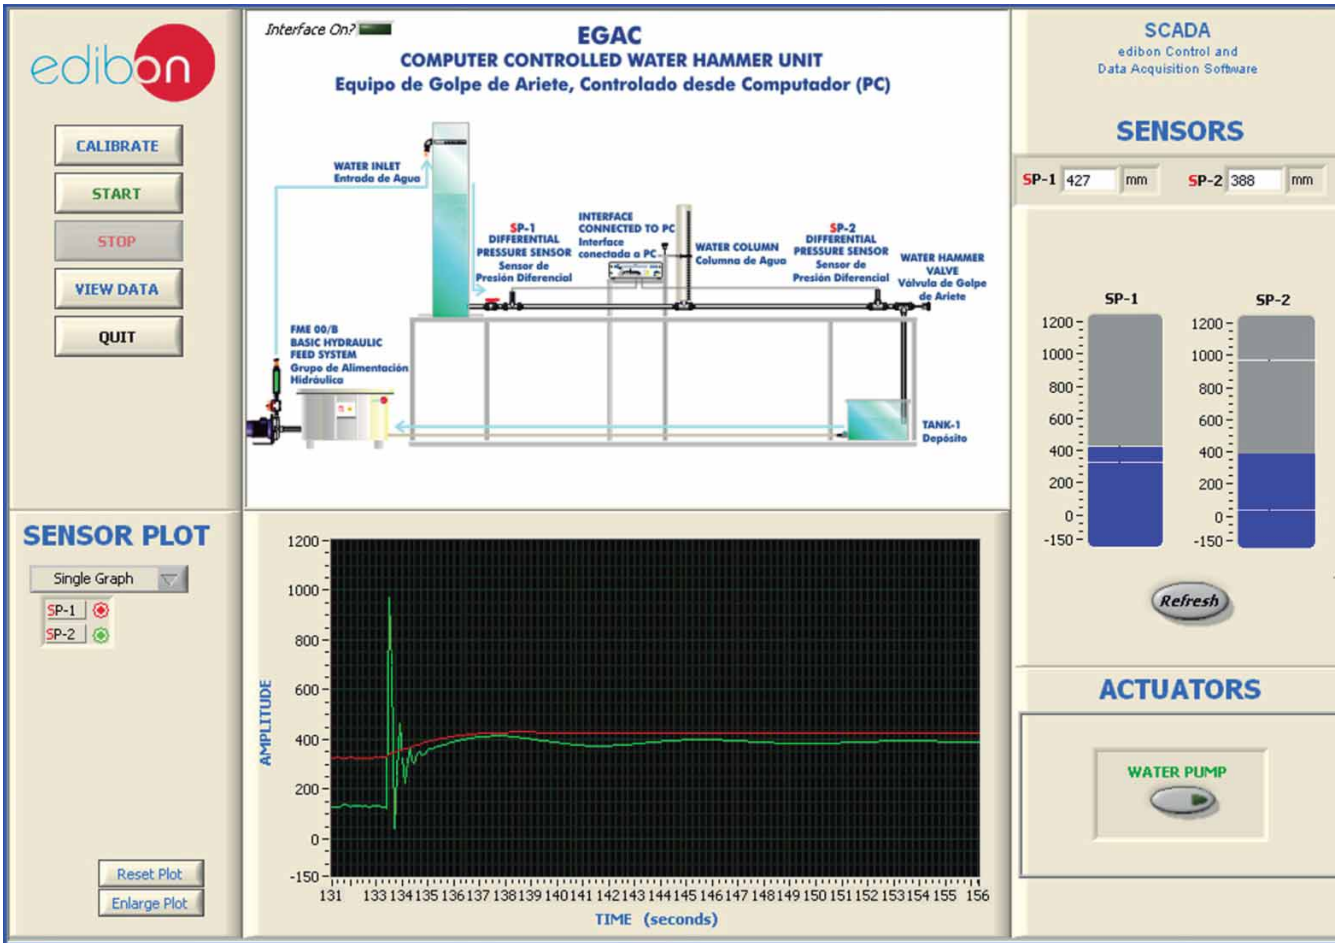 edibon
CALIBRATE
START
STOP
VIEW DATA
QUIT
Interface On?
EGAC
COMPUTER CONTROLLED WATER HAMMER UNIT
Equipo de Golpe de Ariete, Controlado desde Computador (PC)
WATER INLET
Entrada de Agua
SP-1
DIFFERENTIAL
PRESSURE SENSOR
Sensor de
Presión Diferencial
INTERFACE
CONNECTED TO PC
Interface
conectada a PC
WATER COLUMN
Columna de Agua
SP-2
DIFFERENTIAL
PRESSURE SENSOR
Sensor de
Presión Diferencial
WATER HAMMER
VALVE
Válvula de Golpe
de Ariete
FME 00/B
BASIC HYDRAULIC
FEED SYSTEM
Grupo de Alimentación
Hidráulica
TANK-1
Depósito
SCADA
edibon Control and
Data Acquisition Software
SENSORS
SP-1 427 mm SP-2 388 mm
SP-1
1200
1000
800
600
400
200
0
-150
SP-2
1200
1000
800
600
400
200
0
-150
Refresh
SENSOR PLOT
Single Graph
SP-1
SP-2
Reset Plot
Enlarge Plot
AMPLITUDE
1200
1000
800
600
400
200
0
-150
131 133 134 135 136 137 138 139 140 141 142 143 144 145 146 147 148 149 150 151 152 153 154 155 156
TIME (seconds)
ACTUATORS
WATER PUMP